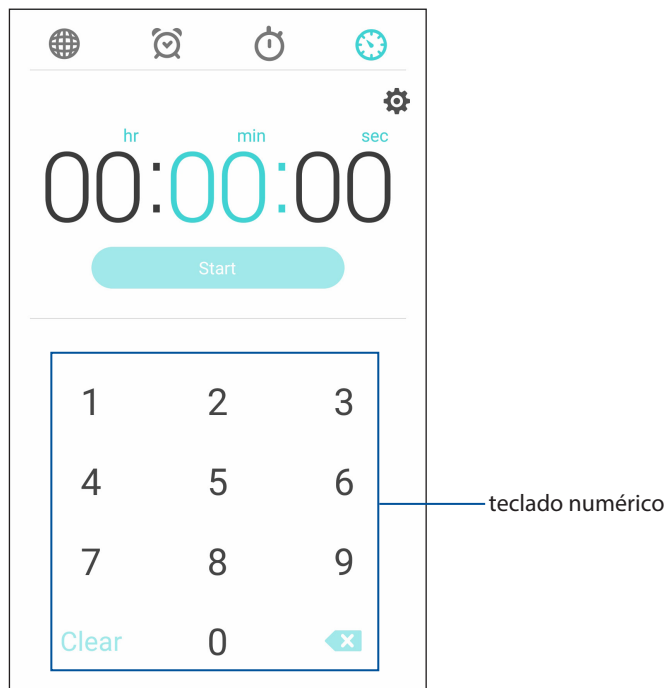 hr min sec
00:00:00
Start
1 2 3
4 5 6
teclado numérico
7 8 9
Clear 0